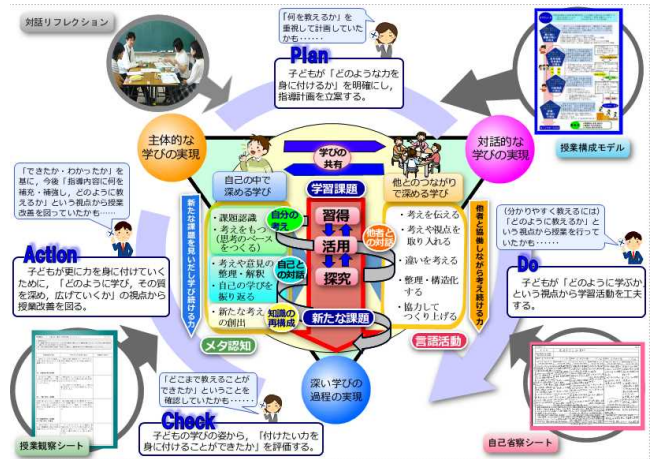 対話リフレクション
「何を教えるか」を
重視して計画していた
かも・・・・・・
Plan
子どもが「どのような力を
身に付けるか」を明確にし,
指導計画を立案する。
授業構成モデル
主体的な
学びの実現
対話的な
学びの実現
学びの
共有
自己の中で
深める学び
他とのつながり
で深める学び
学習課題
「できたか・わかったか」を
基に，今後「指導内容に何を
補充・補強し，どのように教え
るか」という視点から授業
改善を図っていたかも‥‥
Action
子どもが更に力を身に付けていく
ために，「どのように学び，その質
を深め，広げていくか」の視点から
授業改善を図る。
新たな課題を見いだし学び続ける力
・課題認識
・考えをもつ
(思考のベース
をつくる)
・考えや意見の
整理・解釈
・自己の学びを
振り返る
・新たな考え
の創出
自分の
考え
自己と
の対話
知識の
再構成
習得
活用
探究
新たな課題
他者と
の対話
・考えを伝える
・考えや視点を
取り入れる
・違いを考える
・整理・構造化
する
・協力して
つくり上げる
他者と協働しながら考え続ける力
(分かりやすく教えるには)
「どのように教えるか」と
いう視点から授業を行っ
ていたかも・・・・・・
Do
子どもが「どのように学ぶか」
という視点から学習活動を工夫
する。
メタ認知
言語活動
深い学びの
過程の実現
「どこまで教えることが
できたか」ということを
確認していたかも・・・・・・
Check
子どもの学びの姿から，「付けたい力を
身に付けることができたか」を評価する。
授業観察シート
自己省察シート